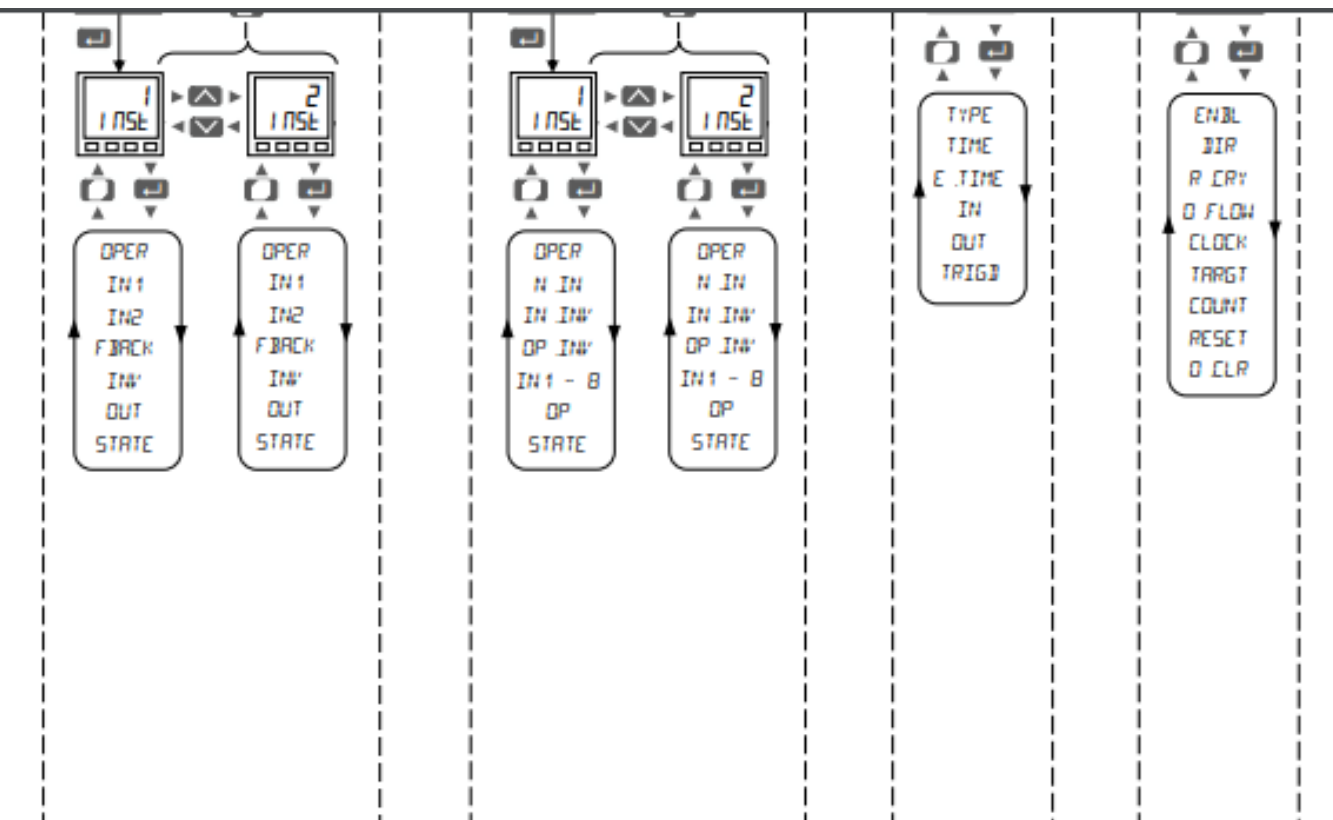 1
INSt
2
INSt
OPER
IN1
IN2
F.BACK
INV
OUT
STATE
OPER
IN1
IN2
F.BACK
INV
OUT
STATE
1
INSt
2
INSt
OPER
N.IN
IN.INV
OP.INV
IN1 - 8
OP
STATE
OPER
N.IN
IN.INV
OP.INV
IN1 - 8
OP
STATE
TYPE
TIME
E.TIME
IN
OUT
TRIGD
ENBL
DIR
R.CRY
O.FLOW
CLOCK
TARGT
COUNT
RESET
O.CLR